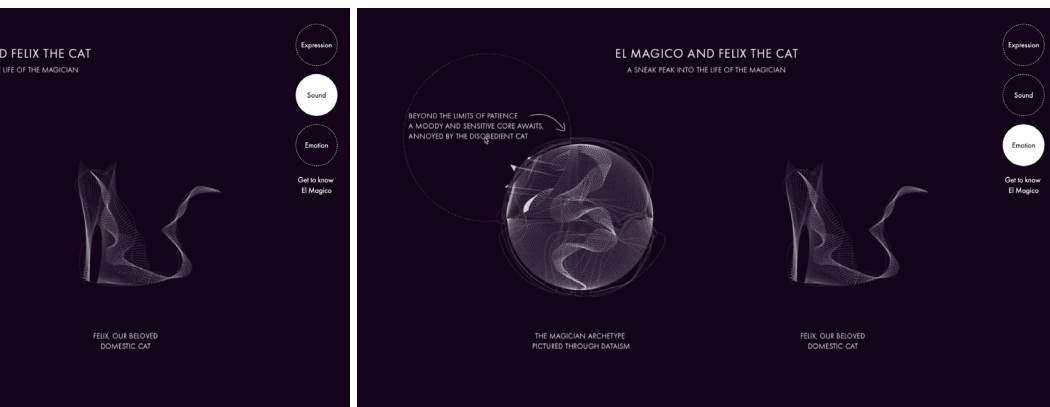 D FELIX THE CAT
LIFE OF THE MAGICIAN
Expression
Sound
Emotion
Get to know
El Magico
FELIX, OUR BELOVED
DOMESTIC CAT
EL MAGICO AND FELIX THE CAT
A SNEAK PEAK INTO THE LIFE OF THE MAGICIAN
Expression
Sound
Emotion
Get to know
El Magico
BEYOND THE LIMITS OF PATIENCE
A MOODY AND SENSITIVE CORE AWAITS,
ANNOYED BY THE DISOBEDIENT CAT
THE MAGICIAN ARCHETYPE
PICTURED THROUGH DATAISM
FELIX, OUR BELOVED
DOMESTIC CAT